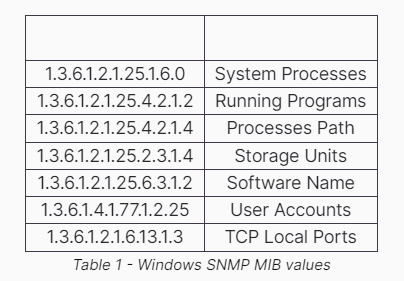 1.3.6.1.2.1.25.1.6.0 System Processes
1.3.6.1.2.1.25.4.2.1.2 Running Programs
1.3.6.1.2.1.25.4.2.1.4 Processes Path
1.3.6.1.2.1.25.2.3.1.4 Storage Units
1.3.6.1.2.1.25.6.3.1.2 Software Name
1.3.6.1.4.1.77.1.2.25 User Accounts
1.3.6.1.2.1.6.13.1.3 TCP Local Ports
Table 1 - Windows SNMP MIB values